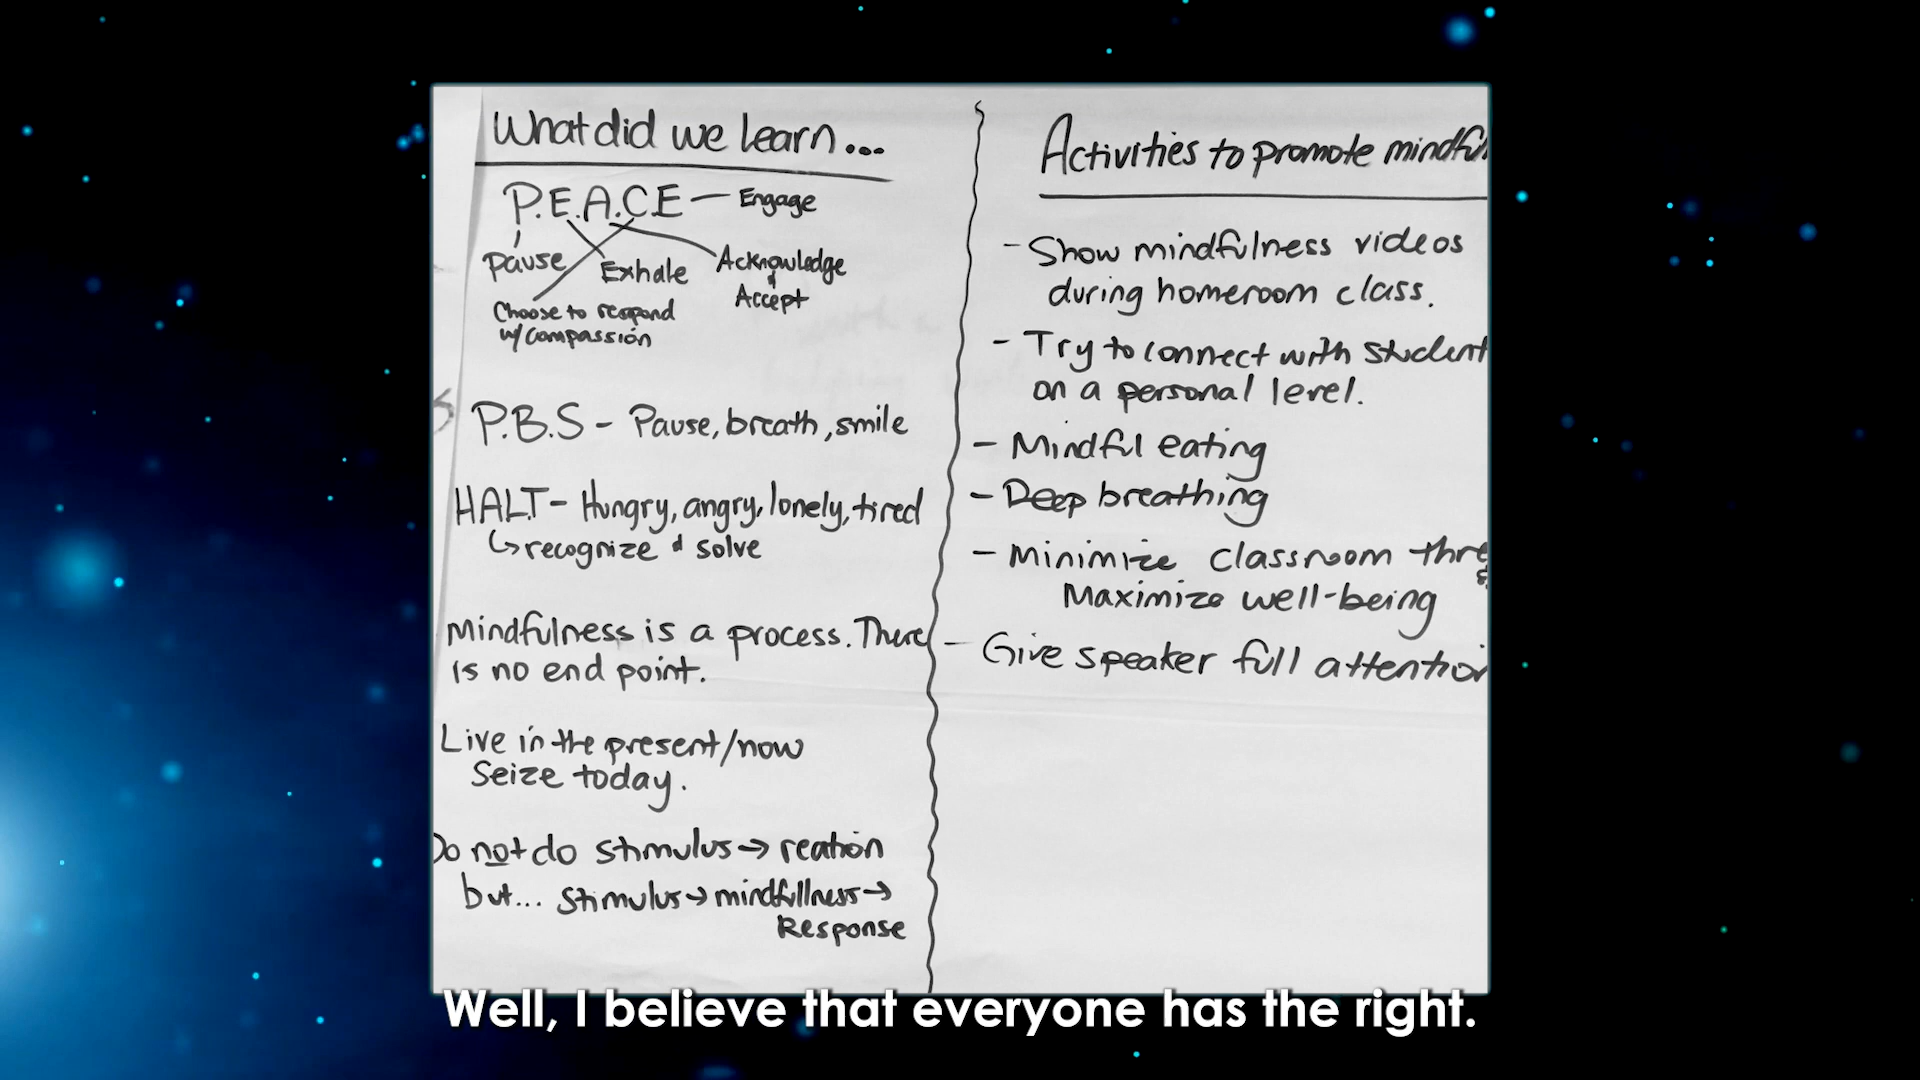 What did we learn...
P.E.A.C.E — Engage
Pause
Exhale
Acknowledge
& Accept
Choose to respond
w/ compassion
P.B.S - Pause, breath, smile
HALT - Hungry, angry, lonely, tired
↳ recognize & solve
Mindfulness is a process. There
is no end point.
Live in the present/now
Seize today.
Do not do stimulus → reation
but... stimulus → mindfullness →
Response
Activities to promote mindfu
- Show mindfulness videos
during homeroom class.
- Try to connect with student
on a personal level.
- Mindful eating
- Deep breathing
- Minimize classroom thre
&
Maximize well-being
- Give speaker full attention
Well, I believe that everyone has the right.